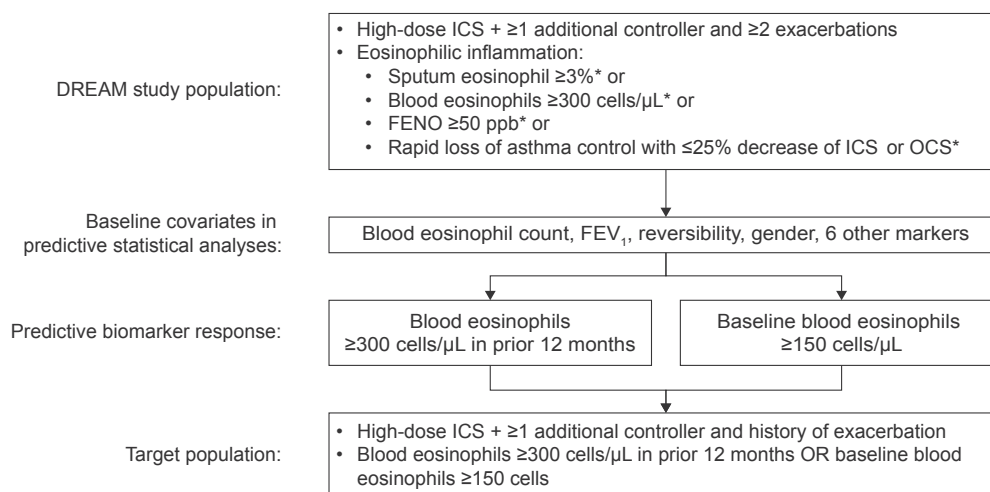 DREAM study population:
• High-dose ICS + ≥1 additional controller and ≥2 exacerbations
• Eosinophilic inflammation:
• Sputum eosinophil ≥3%* or
• Blood eosinophils ≥300 cells/µL* or
• FENO ≥50 ppb* or
• Rapid loss of asthma control with ≤25% decrease of ICS or OCS*
Baseline covariates in
predictive statistical analyses:
Blood eosinophil count, FEV₁, reversibility, gender, 6 other markers
Predictive biomarker response:
Blood eosinophils
≥300 cells/µL in prior 12 months
Baseline blood eosinophils
≥150 cells/µL
Target population:
• High-dose ICS + ≥1 additional controller and history of exacerbation
• Blood eosinophils ≥300 cells/µL in prior 12 months OR baseline blood
eosinophils ≥150 cells